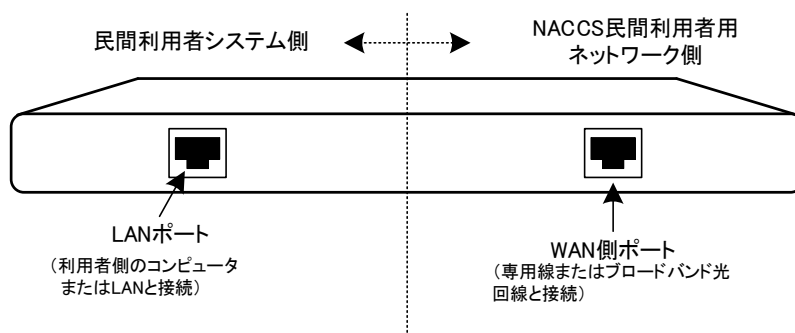 民間利用者システム側
NACCS民間利用者用
ネットワーク側
LANポート
（利用者側のコンピュータ
またはLANと接続）
WAN側ポート
（専用線またはブロードバンド光
回線と接続）